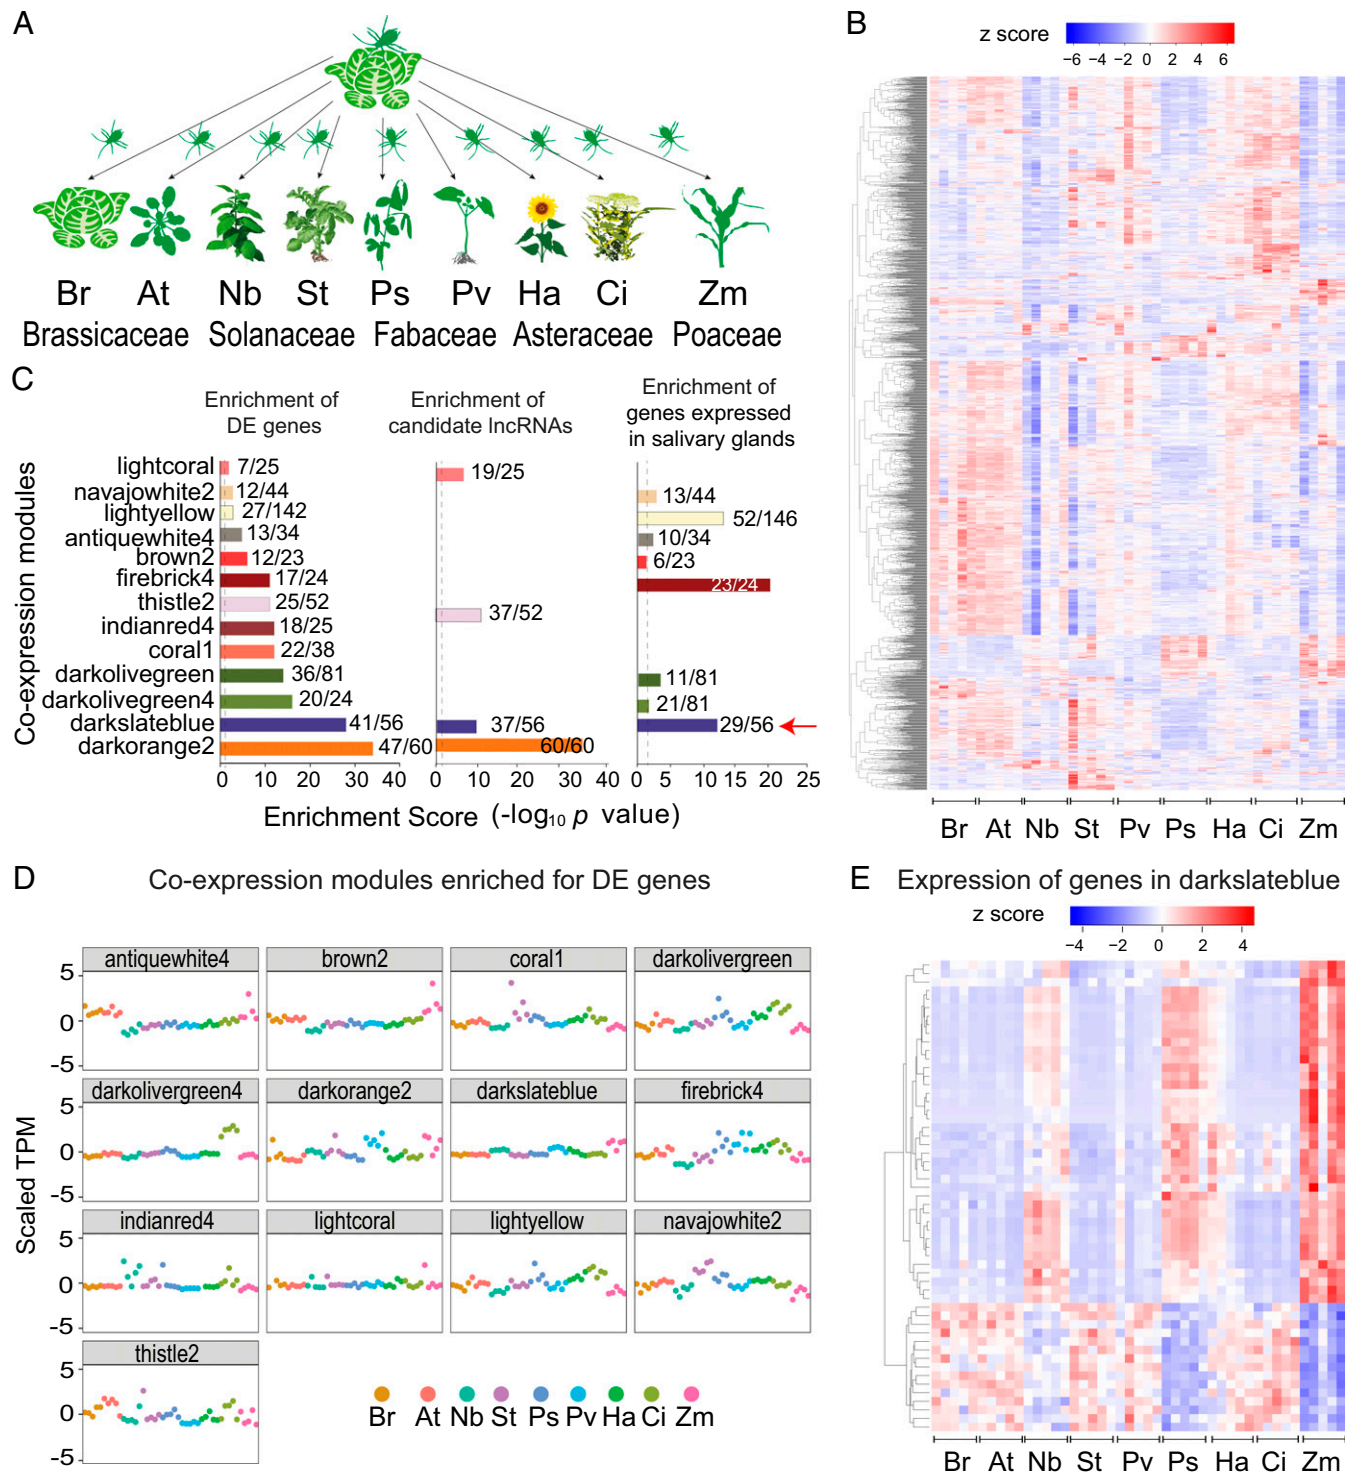 A
Br At Nb St Ps Pv Ha Ci Zm
Brassicaceae Solanaceae Fabaceae Asteraceae Poaceae
B
z score
−6 −4 −2 0 2 4 6
Br At Nb St Pv Ps Ha Ci Zm
C
Co-expression modules
Enrichment of
DE genes
Enrichment of
candidate lncRNAs
Enrichment of
genes expressed
in salivary glands
lightcoral 7/25 19/25
navajowhite2 12/44 13/44
lightyellow 27/142 52/146
antiquewhite4 13/34 10/34
brown2 12/23 6/23
firebrick4 17/24 23/24
thistle2 25/52 37/52
indianred4 18/25
coral1 22/38
darkolivegreen 36/81 11/81
darkolivegreen4 20/24 21/81
darkslateblue 41/56 37/56 29/56
darkorange2 47/60 60/60
0 10 20 30 40 0 10 20 30 40 0 5 10 15 20 25
Enrichment Score (-log₁₀ p value)
D Co-expression modules enriched for DE genes
Scaled TPM
antiquewhite4 brown2 coral1 darkolivergreen
5
0
-5
darkolivergreen4 darkorange2 darkslateblue firebrick4
5
0
-5
indianred4 lightcoral lightyellow navajowhite2
5
0
-5
thistle2
5
0
-5
Br At Nb St Ps Pv Ha Ci Zm
E Expression of genes in darkslateblue
z score
−4 −2 0 2 4
Br At Nb St Pv Ps Ha Ci Zm